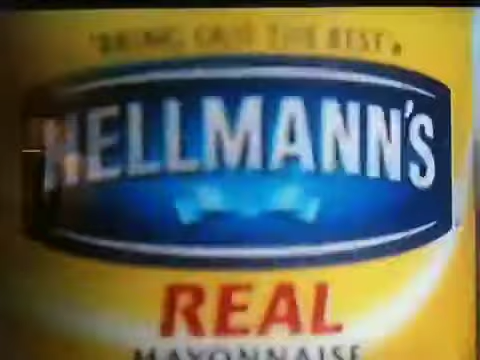 "BRING OUT THE BEST"
HELLMANN'S
REAL
MAYONNAISE